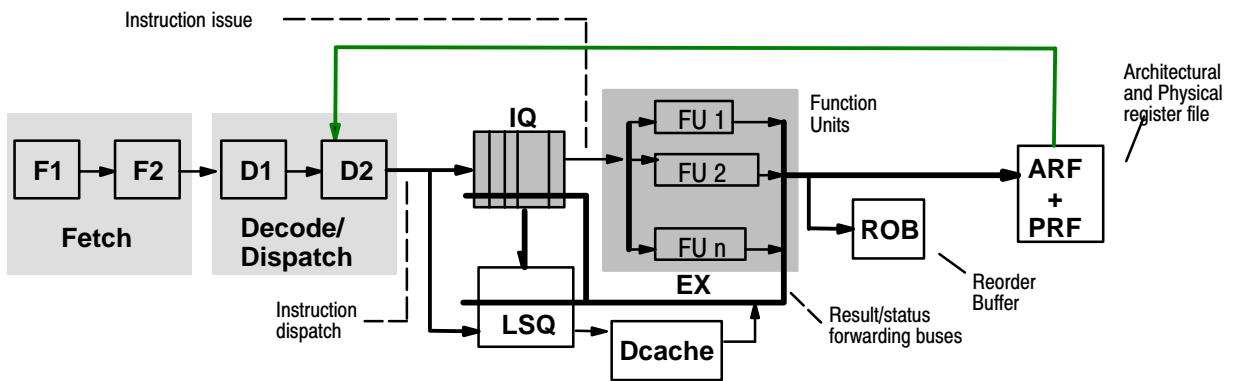 Instruction issue
Architectural
and Physical
register file
IQ
FU 1
Function
Units
F1
F2
D1
D2
FU 2
ARF
+
PRF
Fetch
Decode/
Dispatch
FU n
ROB
EX
Reorder
Buffer
Instruction
dispatch
LSQ
Dcache
Result/status
forwarding buses